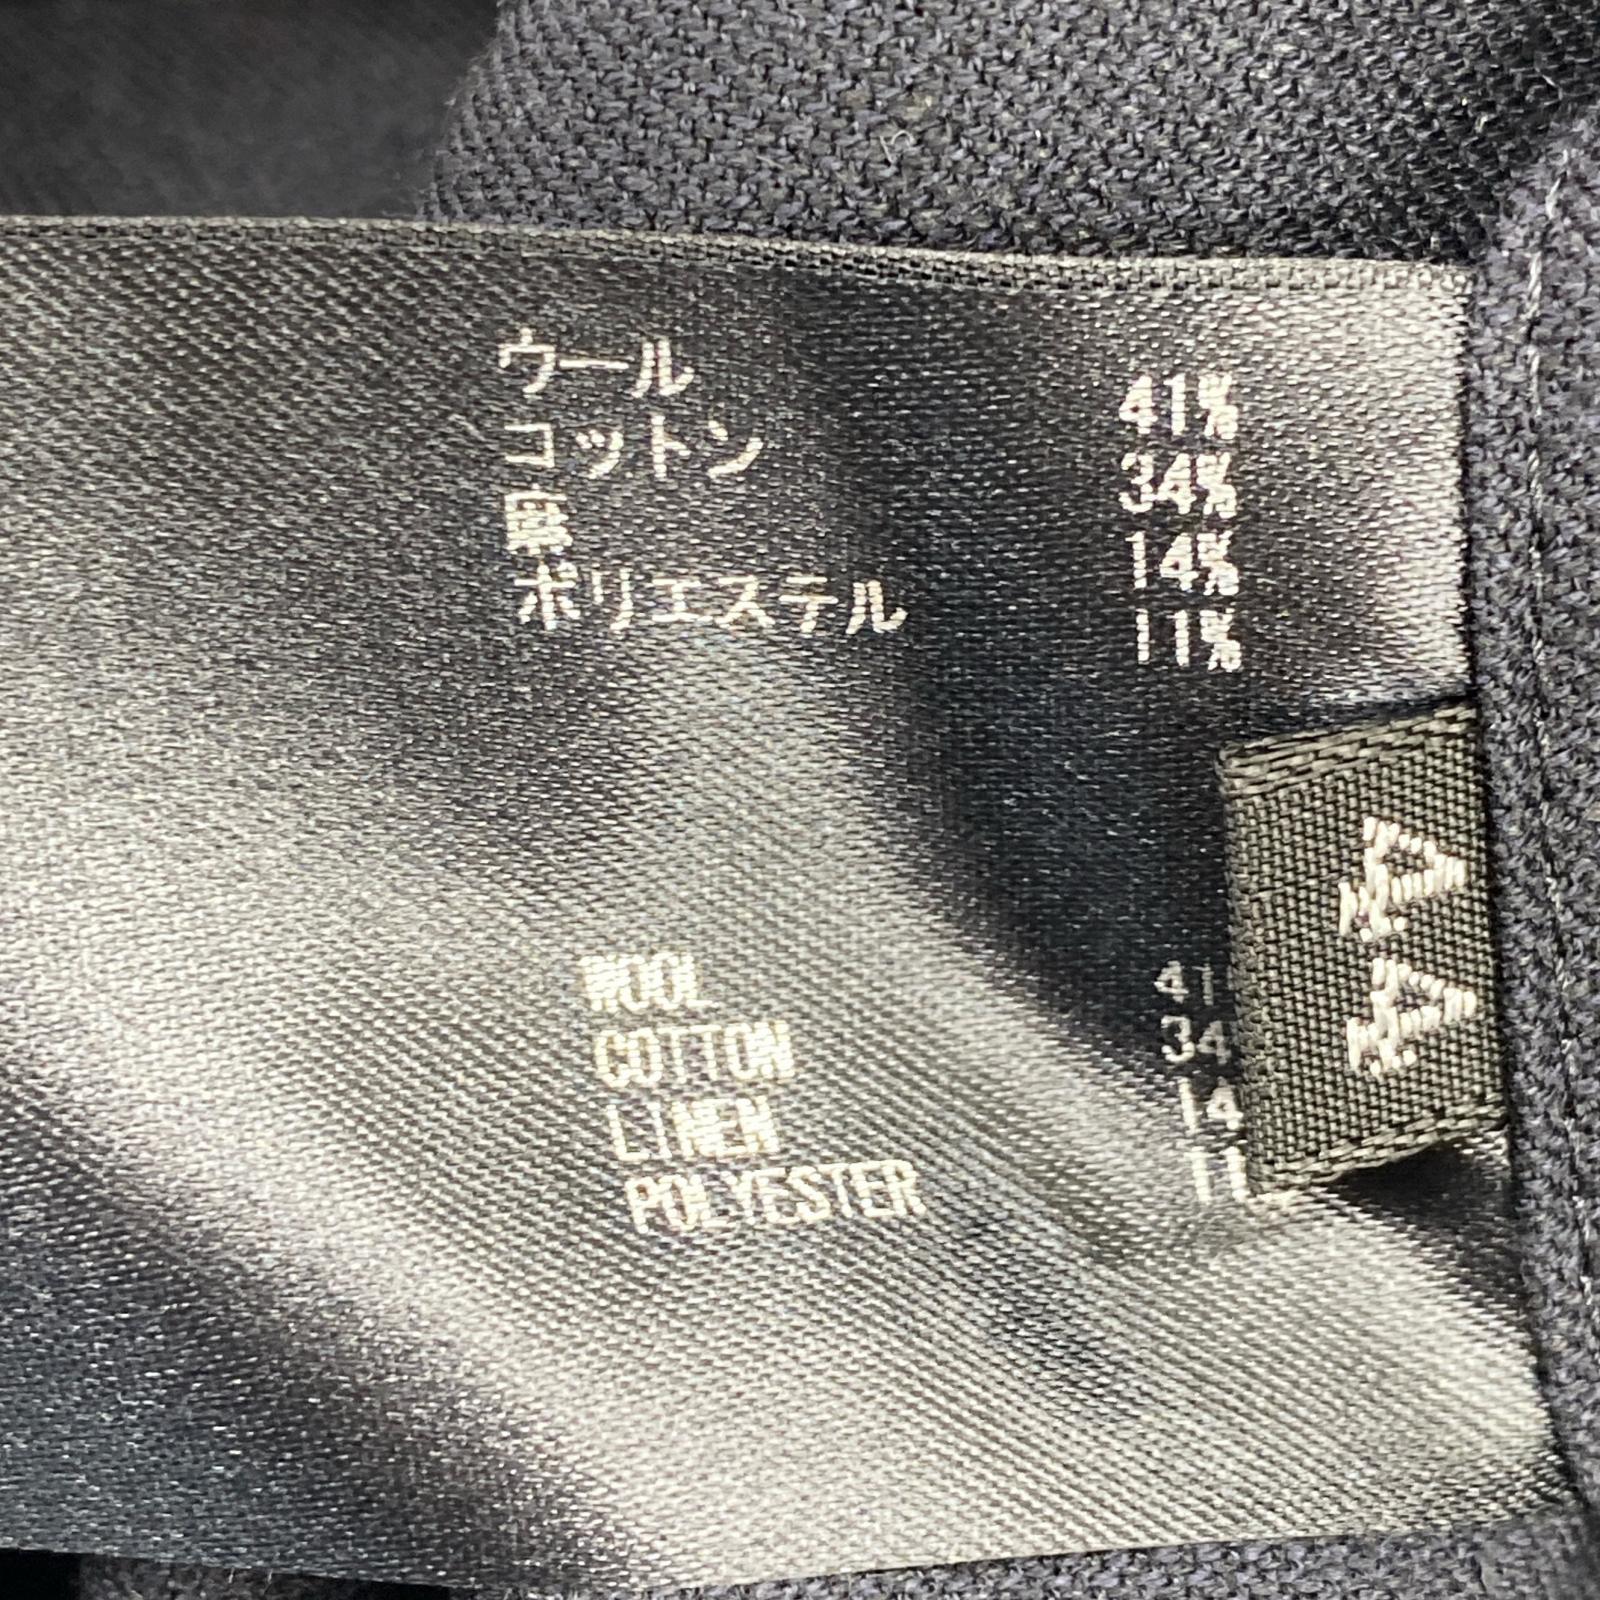 ウール 41%
コットン 34%
麻 14%
ポリエステル 11%
WOOL 41
COTTON 34
LINEN 14
POLYESTER 11